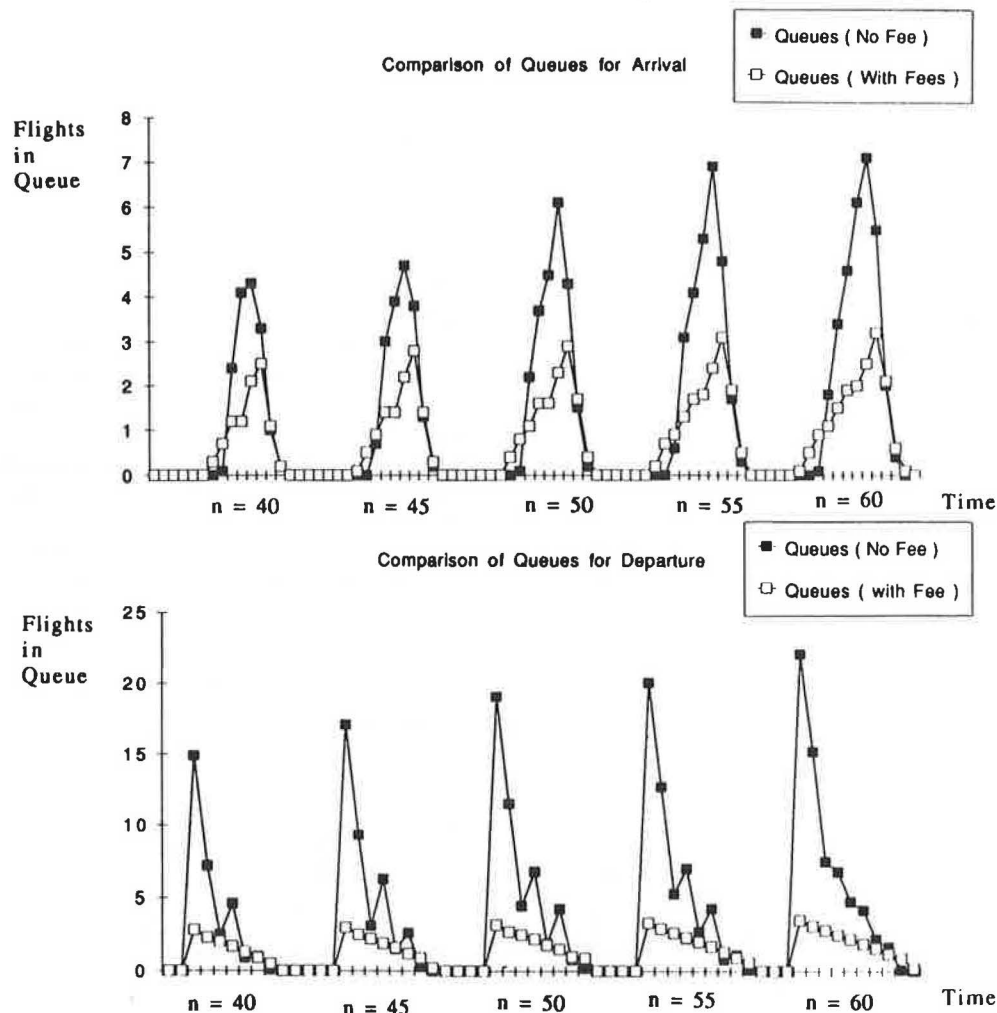 Queues ( No Fee )
Comparison of Queues for Arrival
Queues ( With Fees )
Flights
in
Queue
8
7
6
5
4
3
2
1
0
n = 40
n = 45
n = 50
n = 55
n = 60
Time
Comparison of Queues for Departure
Queues ( No Fee )
Queues ( with Fee )
Flights
in
Queue
25
20
15
10
5
0
n = 40
n = 45
n = 50
n = 55
n = 60
Time